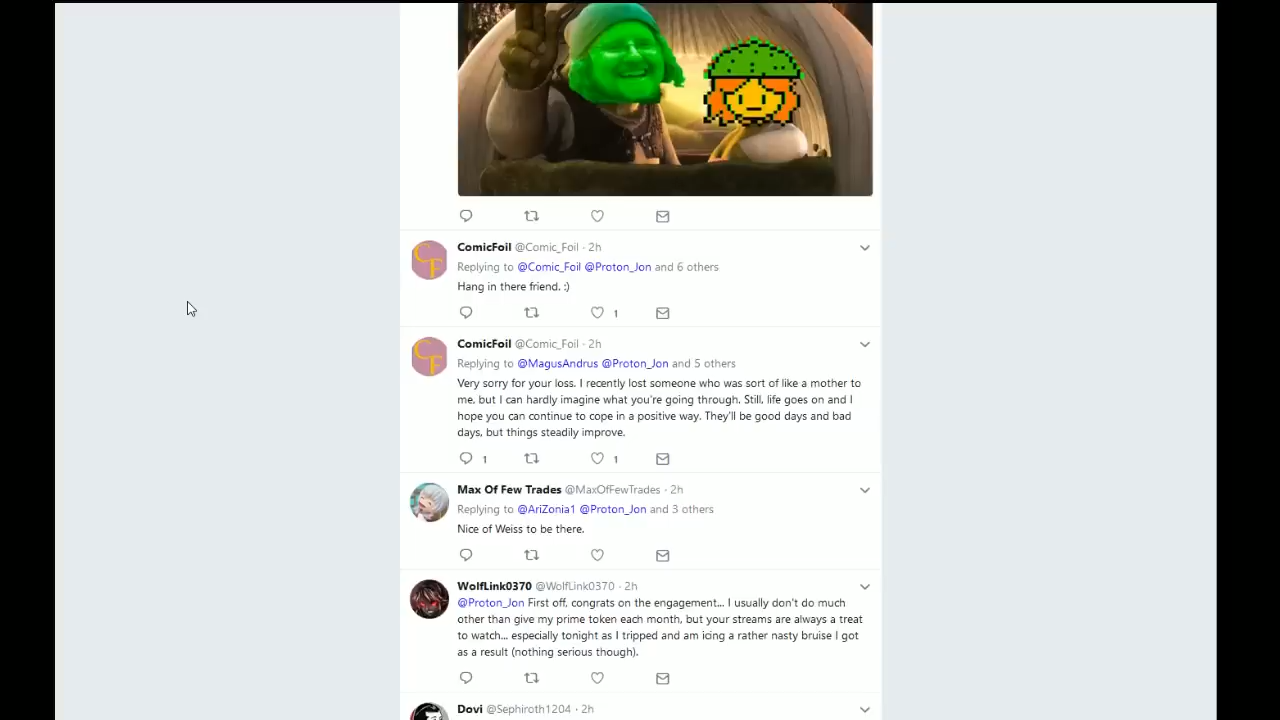 ComicFoil @Comic_Foil · 2h
Replying to @Comic_Foil @Proton_Jon and 6 others
Hang in there friend. :)
1
ComicFoil @Comic_Foil · 2h
Replying to @MagusAndrus @Proton_Jon and 5 others
Very sorry for your loss. I recently lost someone who was sort of like a mother to
me, but I can hardly imagine what you're going through. Still, life goes on and I
hope you can continue to cope in a positive way. They'll be good days and bad
days, but things steadily improve.
1 1
Max Of Few Trades @MaxOfFewTrades · 2h
Replying to @AriZonia1 @Proton_Jon and 3 others
Nice of Weiss to be there.
WolfLink0370 @WolfLink0370 · 2h
@Proton_Jon First off, congrats on the engagement... I usually don't do much
other than give my prime token each month, but your streams are always a treat
to watch... especially tonight as I tripped and am icing a rather nasty bruise I got
as a result (nothing serious though).
Dovi @Sephiroth1204 · 2h
CF
CF